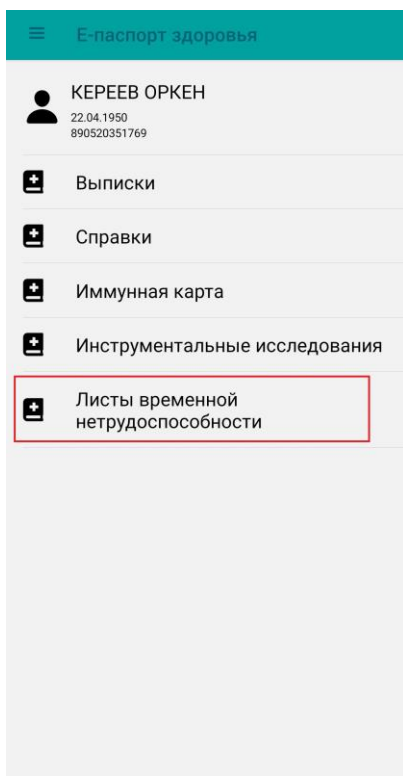 Е-паспорт здоровья
КЕРЕЕВ ОРКЕН
22.04.1950
890520351769
Выписки
Справки
Иммунная карта
Инструментальные исследования
Листы временной
нетрудоспособности